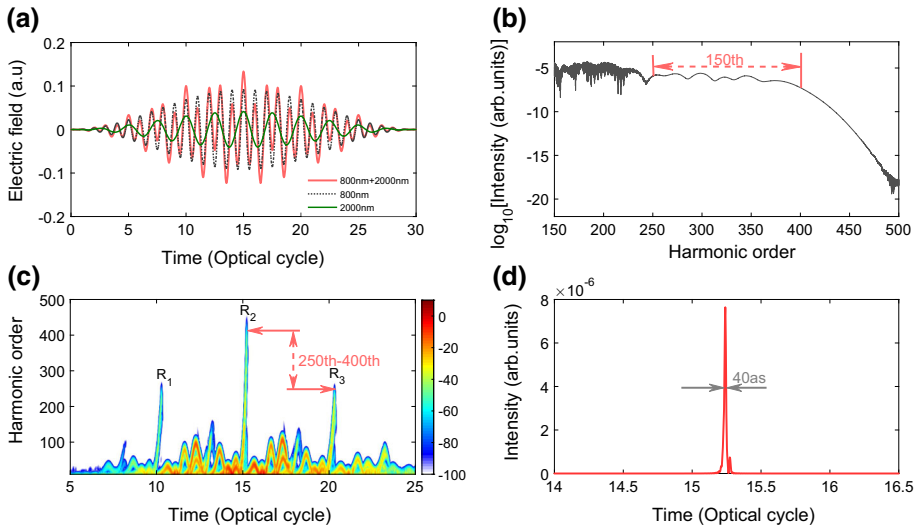 (a)
0.2
0.1
0
-0.1
-0.2
Electric field (a.u)
0 5 10 15 20 25 30
Time (Optical cycle)
800nm+2000nm
800nm
2000nm
(b)
-5
-10
-15
-20
log10[Intensity (arb.units)]
150th
150 200 250 300 350 400 450 500
Harmonic order
(c)
500
400
300
200
100
Harmonic order
R1
R2
R3
250th-400th
5 10 15 20 25
Time (Optical cycle)
0
-20
-40
-60
-80
-100
(d)
× 10-6
8
6
4
2
0
Intensity (arb.units)
40as
14 14.5 15 15.5 16 16.5
Time (Optical cycle)